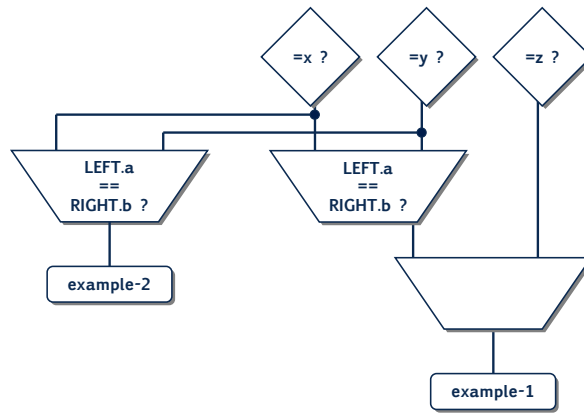 =x ?
=y ?
=z ?
LEFT.a
==
RIGHT.b ?
LEFT.a
==
RIGHT.b ?
example-2
example-1